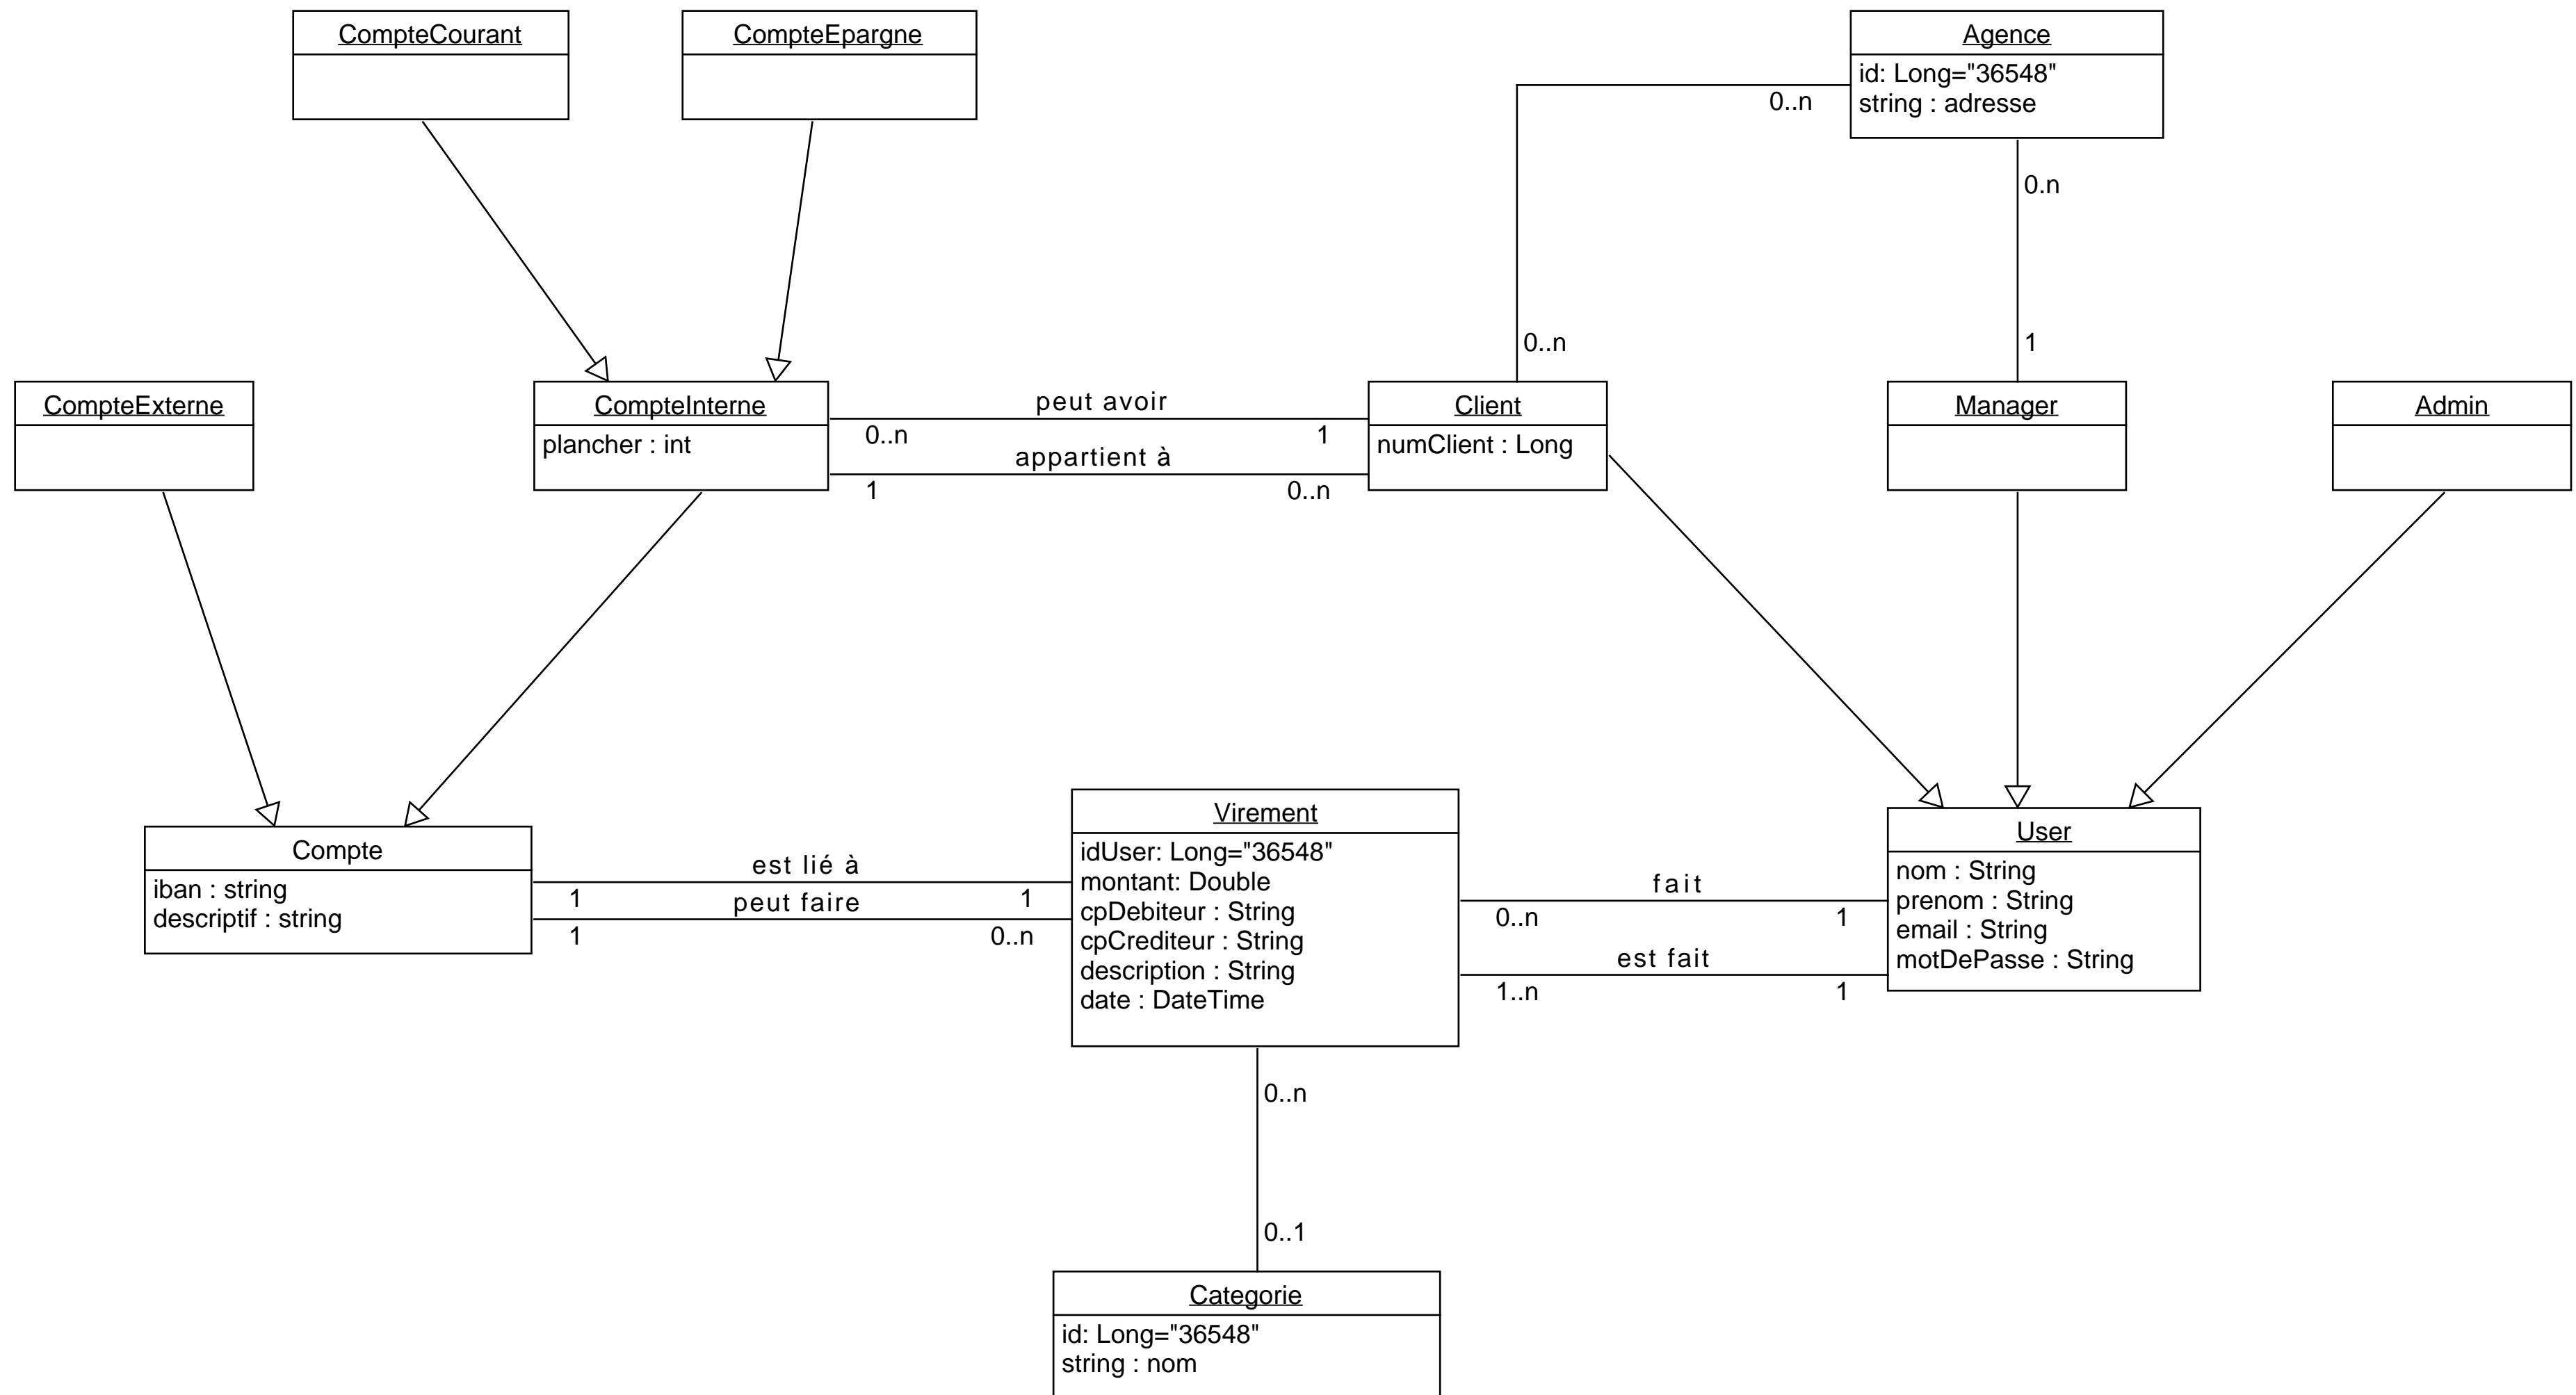 CompteCourant
CompteEpargne
Agence
id: Long="36548"
string : adresse
0..n
0.n
0..n
1
CompteExterne
CompteInterne
plancher : int
peut avoir
0..n
1
appartient à
1
0..n
Client
numClient : Long
Manager
Admin
Compte
iban : string
descriptif : string
est lié à
1
1
peut faire
1
0..n
Virement
idUser: Long="36548"
montant: Double
cpDebiteur : String
cpCrediteur : String
description : String
date : DateTime
fait
0..n
1
est fait
1..n
1
User
nom : String
prenom : String
email : String
motDePasse : String
0..n
0..1
Categorie
id: Long="36548"
string : nom